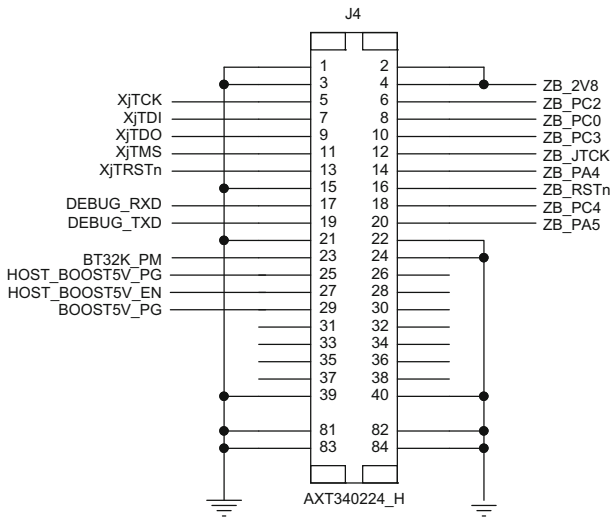 J4
1 2
3 4 ZB_2V8
XjTCK 5 6 ZB_PC2
XjTDI 7 8 ZB_PC0
XjTDO 9 10 ZB_PC3
XjTMS 11 12 ZB_JTCK
XjTRSTn 13 14 ZB_PA4
15 16 ZB_RSTn
DEBUG_RXD 17 18 ZB_PC4
DEBUG_TXD 19 20 ZB_PA5
21 22
BT32K_PM 23 24
HOST_BOOST5V_PG 25 26
HOST_BOOST5V_EN 27 28
BOOST5V_PG 29 30
31 32
33 34
35 36
37 38
39 40
81 82
83 84
AXT340224_H